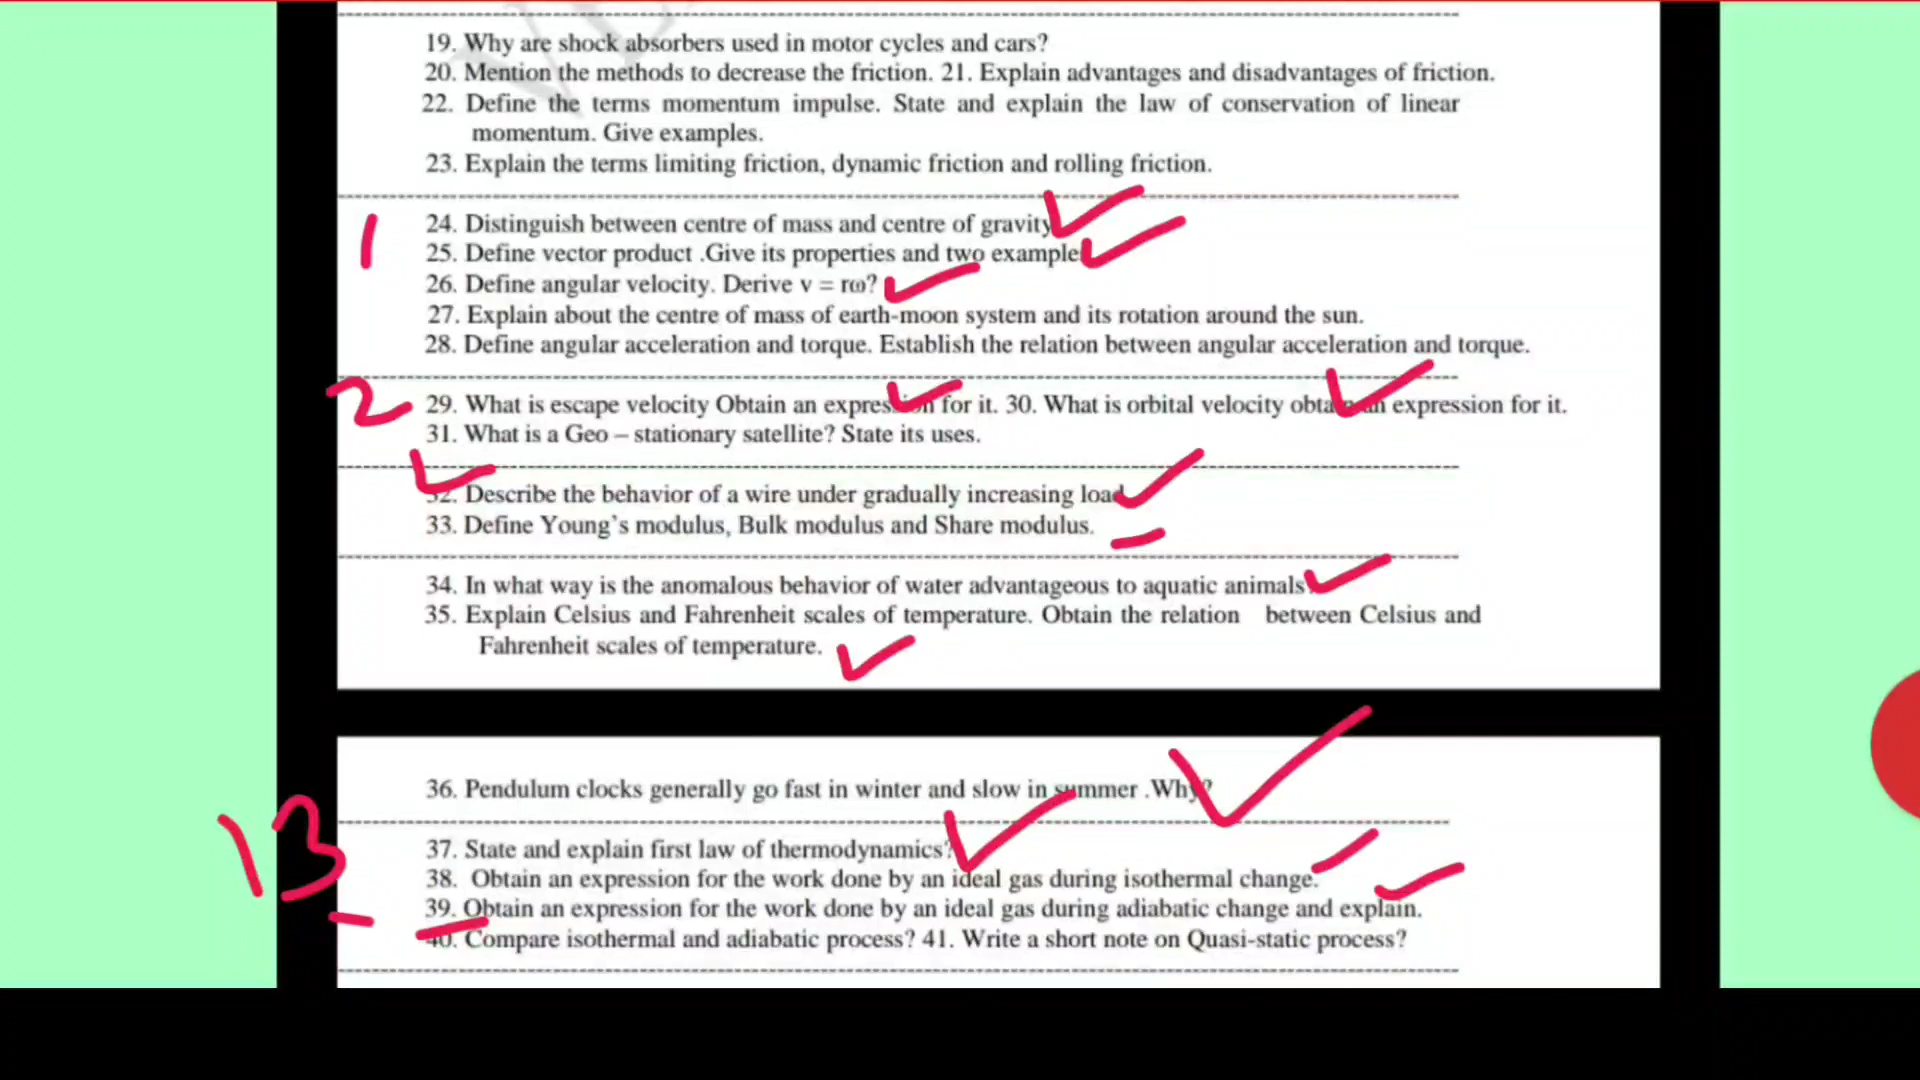 19. Why are shock absorbers used in motor cycles and cars?
20. Mention the methods to decrease the friction. 21. Explain advantages and disadvantages of friction.
22. Define the terms momentum impulse. State and explain the law of conservation of linear
momentum. Give examples.
23. Explain the terms limiting friction, dynamic friction and rolling friction.
1
24. Distinguish between centre of mass and centre of gravity
25. Define vector product .Give its properties and two example
26. Define angular velocity. Derive v = rω?
27. Explain about the centre of mass of earth-moon system and its rotation around the sun.
28. Define angular acceleration and torque. Establish the relation between angular acceleration and torque.
2
29. What is escape velocity Obtain an expression for it. 30. What is orbital velocity obtain an expression for it.
31. What is a Geo – stationary satellite? State its uses.
32. Describe the behavior of a wire under gradually increasing load
33. Define Young's modulus, Bulk modulus and Share modulus.
34. In what way is the anomalous behavior of water advantageous to aquatic animals
35. Explain Celsius and Fahrenheit scales of temperature. Obtain the relation between Celsius and
Fahrenheit scales of temperature.
36. Pendulum clocks generally go fast in winter and slow in summer .Why?
13
37. State and explain first law of thermodynamics?
38. Obtain an expression for the work done by an ideal gas during isothermal change.
39. Obtain an expression for the work done by an ideal gas during adiabatic change and explain.
40. Compare isothermal and adiabatic process? 41. Write a short note on Quasi-static process?